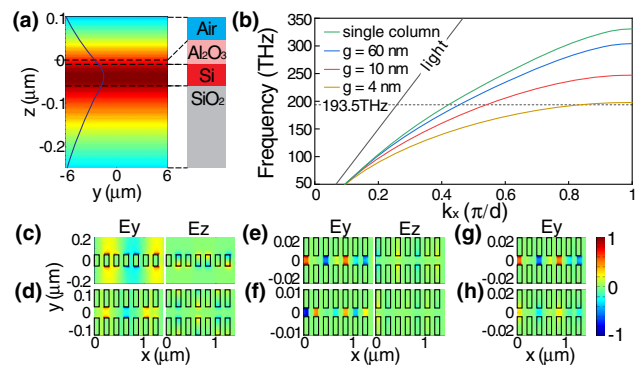 (a)
0.1
0
-0.1
-0.2
z (μm)
-6
0
6
y (μm)
Air
Al₂O₃
Si
SiO₂
(b)
350
300
250
200
150
100
50
Frequency (THz)
single column
g = 60 nm
g = 10 nm
g = 4 nm
light
193.5THz
0
0.2
0.4
0.6
0.8
1
kₓ (π/d)
(c)
Ey
Ez
0.2
0
-0.2
(d)
0.1
0
-0.1
y (μm)
0
1
0
1
x (μm)
(e)
Ey
Ez
0.02
0
-0.02
(f)
0.01
0
-0.01
0
1
0
1
x (μm)
(g)
Ey
0.02
0
-0.02
(h)
0.02
0
-0.02
0
1
x (μm)
1
0
-1